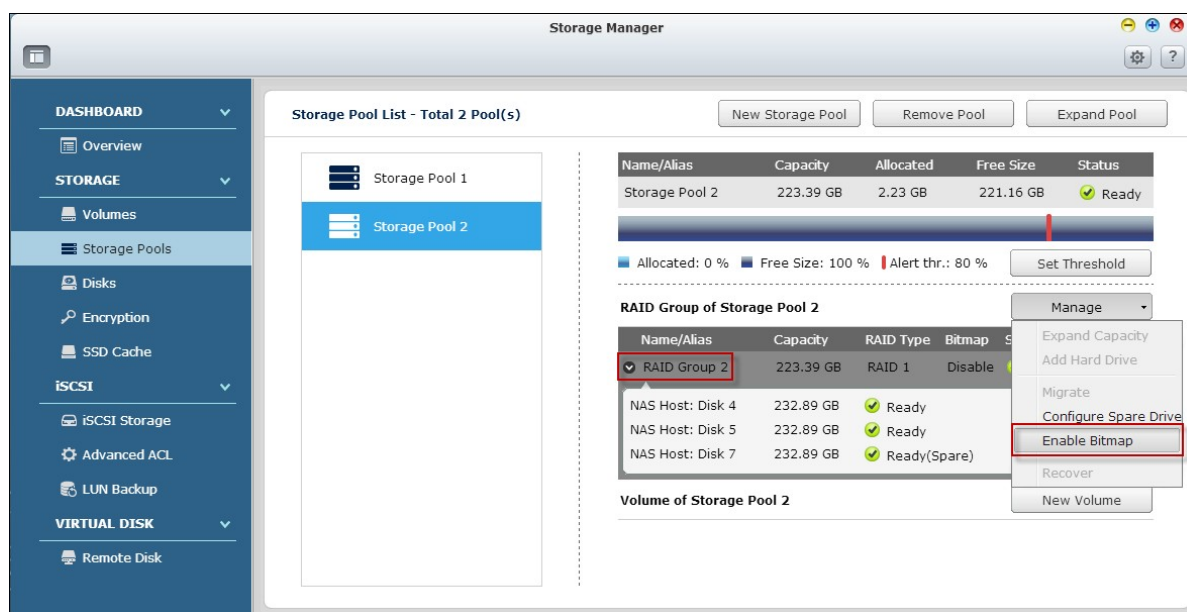 Storage Manager
?
DASHBOARD
Overview
STORAGE
Volumes
Storage Pools
Disks
Encryption
SSD Cache
iSCSI
iSCSI Storage
Advanced ACL
LUN Backup
VIRTUAL DISK
Remote Disk
Storage Pool List - Total 2 Pool(s)
New Storage Pool Remove Pool Expand Pool
Storage Pool 1
Storage Pool 2
Name/Alias Capacity Allocated Free Size Status
Storage Pool 2 223.39 GB 2.23 GB 221.16 GB Ready
Allocated: 0 % Free Size: 100 % Alert thr.: 80 % Set Threshold
RAID Group of Storage Pool 2 Manage
Name/Alias Capacity RAID Type Bitmap S
RAID Group 2 223.39 GB RAID 1 Disable
NAS Host: Disk 4 232.89 GB Ready
NAS Host: Disk 5 232.89 GB Ready
NAS Host: Disk 7 232.89 GB Ready(Spare)
Expand Capacity
Add Hard Drive
Migrate
Configure Spare Drive
Enable Bitmap
Recover
Volume of Storage Pool 2 New Volume